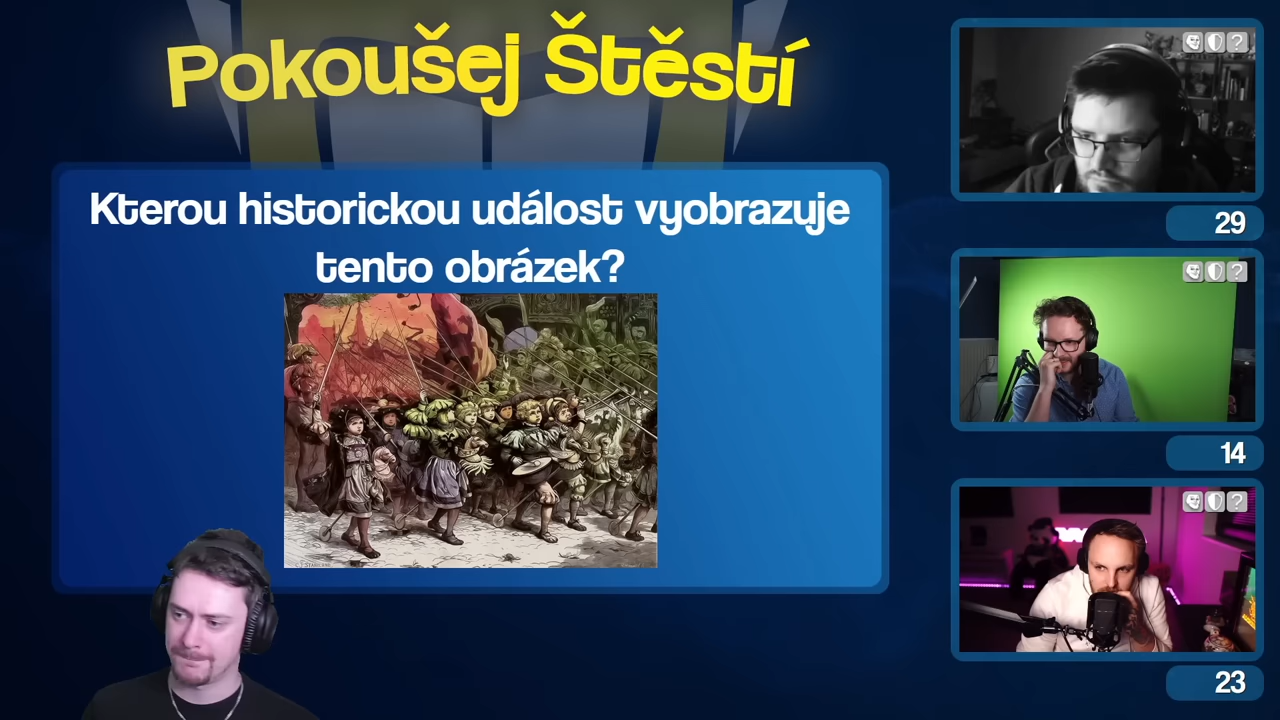 Pokoušej Štěstí
Kterou historickou událost vyobrazuje
tento obrázek?
29
14
23